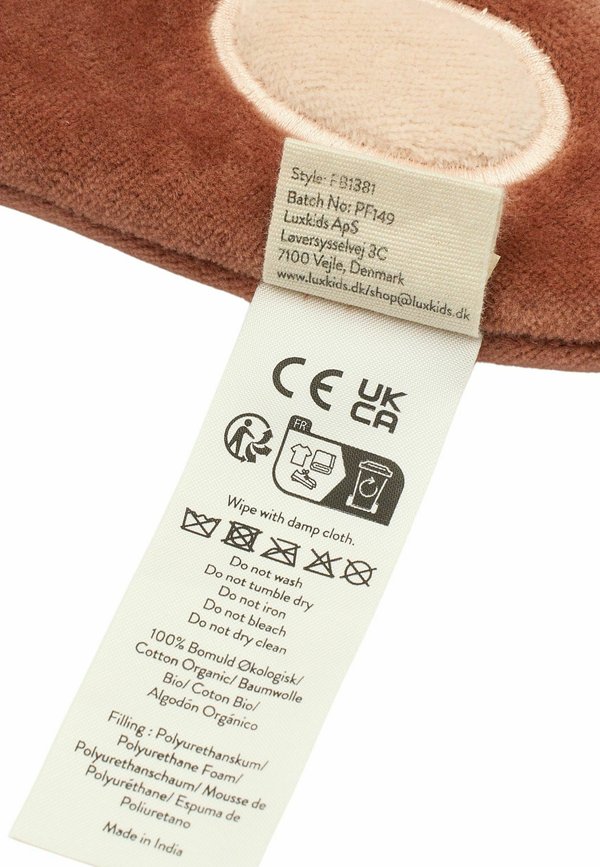 Style: FB1381
Batch No: PF149
Luxkids ApS
Løversysselvej 3C
7100 Vejle, Denmark
www.luxkids.dk/shop@luxkids.dk
CE UK
CA
FR
Wipe with damp cloth.
Do not wash
Do not tumble dry
Do not iron
Do not bleach
Do not dry clean
100% Bomuld Økologisk/
Cotton Organic/ Baumwolle
Bio/ Coton Bio/
Algodón Orgánico
Filling : Polyurethanskum/
Polyurethane Foam/
Polyurethanschaum/ Mousse de
Polyuréthane/ Espuma de
Poliuretano
Made in India